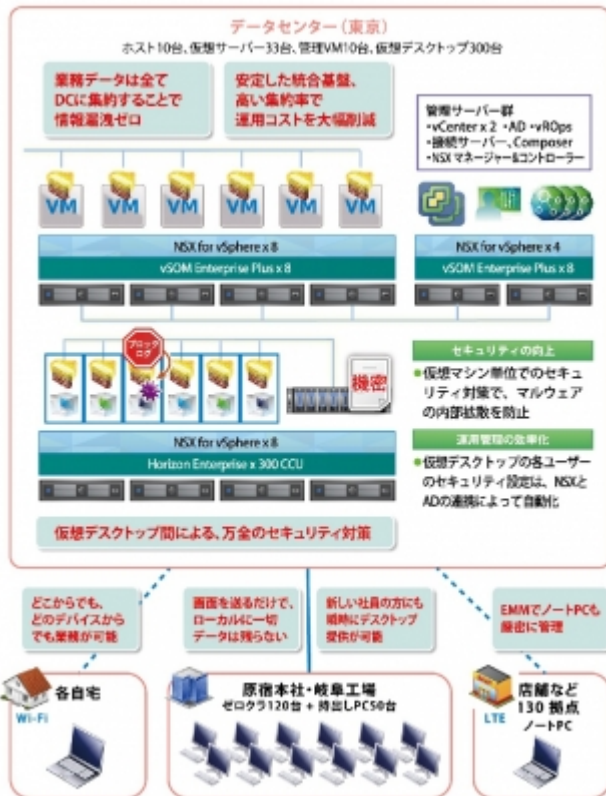 データセンター(東京)
ホスト10台、仮想サーバー33台、管理VM10台、仮想デスクトップ300台
業務データは全て
DCに集約することで
情報漏洩ゼロ
安定した統合基盤、
高い集約率で
運用コストを大幅削減
管理サーバー群
・vCenter x 2 ・AD ・vROps
・接続サーバー、Composer
・NSX マネージャー&コントローラー
VM
VM
VM
VM
VM
VM
NSX for vSphere x 8
vSOM Enterprise Plus x 8
NSX for vSphere x 4
vSOM Enterprise Plus x 8
ブロック
ログ
機密
セキュリティの向上
●仮想マシン単位でのセキュ
リティ対策で、マルウェア
の内部拡散を防止
NSX for vSphere x 8
Horizon Enterprise x 300 CCU
運用管理の効率化
●仮想デスクトップの各ユーザー
のセキュリティ設定は、NSXと
ADの連携によって自動化
仮想デスクトップ間による、万全のセキュリティ対策
どこからでも、
どのデバイスから
でも業務が可能
画面を送るだけで、
ローカルに一切
データは残らない
新しい社員の方にも
瞬時にデスクトップ
提供が可能
EMMでノートPCも
厳密に管理
各自宅
Wi-Fi
原宿本社・岐阜工場
ゼロクラ120台 + 持出しPC50台
店舗など
130 拠点
ノートPC
LTE